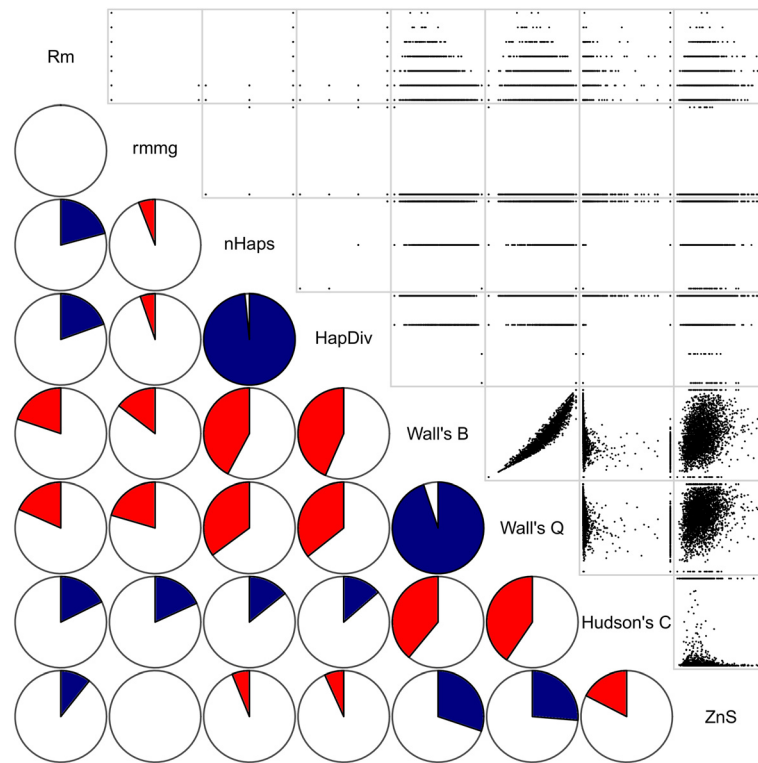 Rm
rmmg
nHaps
HapDiv
Wall's B
Wall's Q
Hudson's C
ZnS